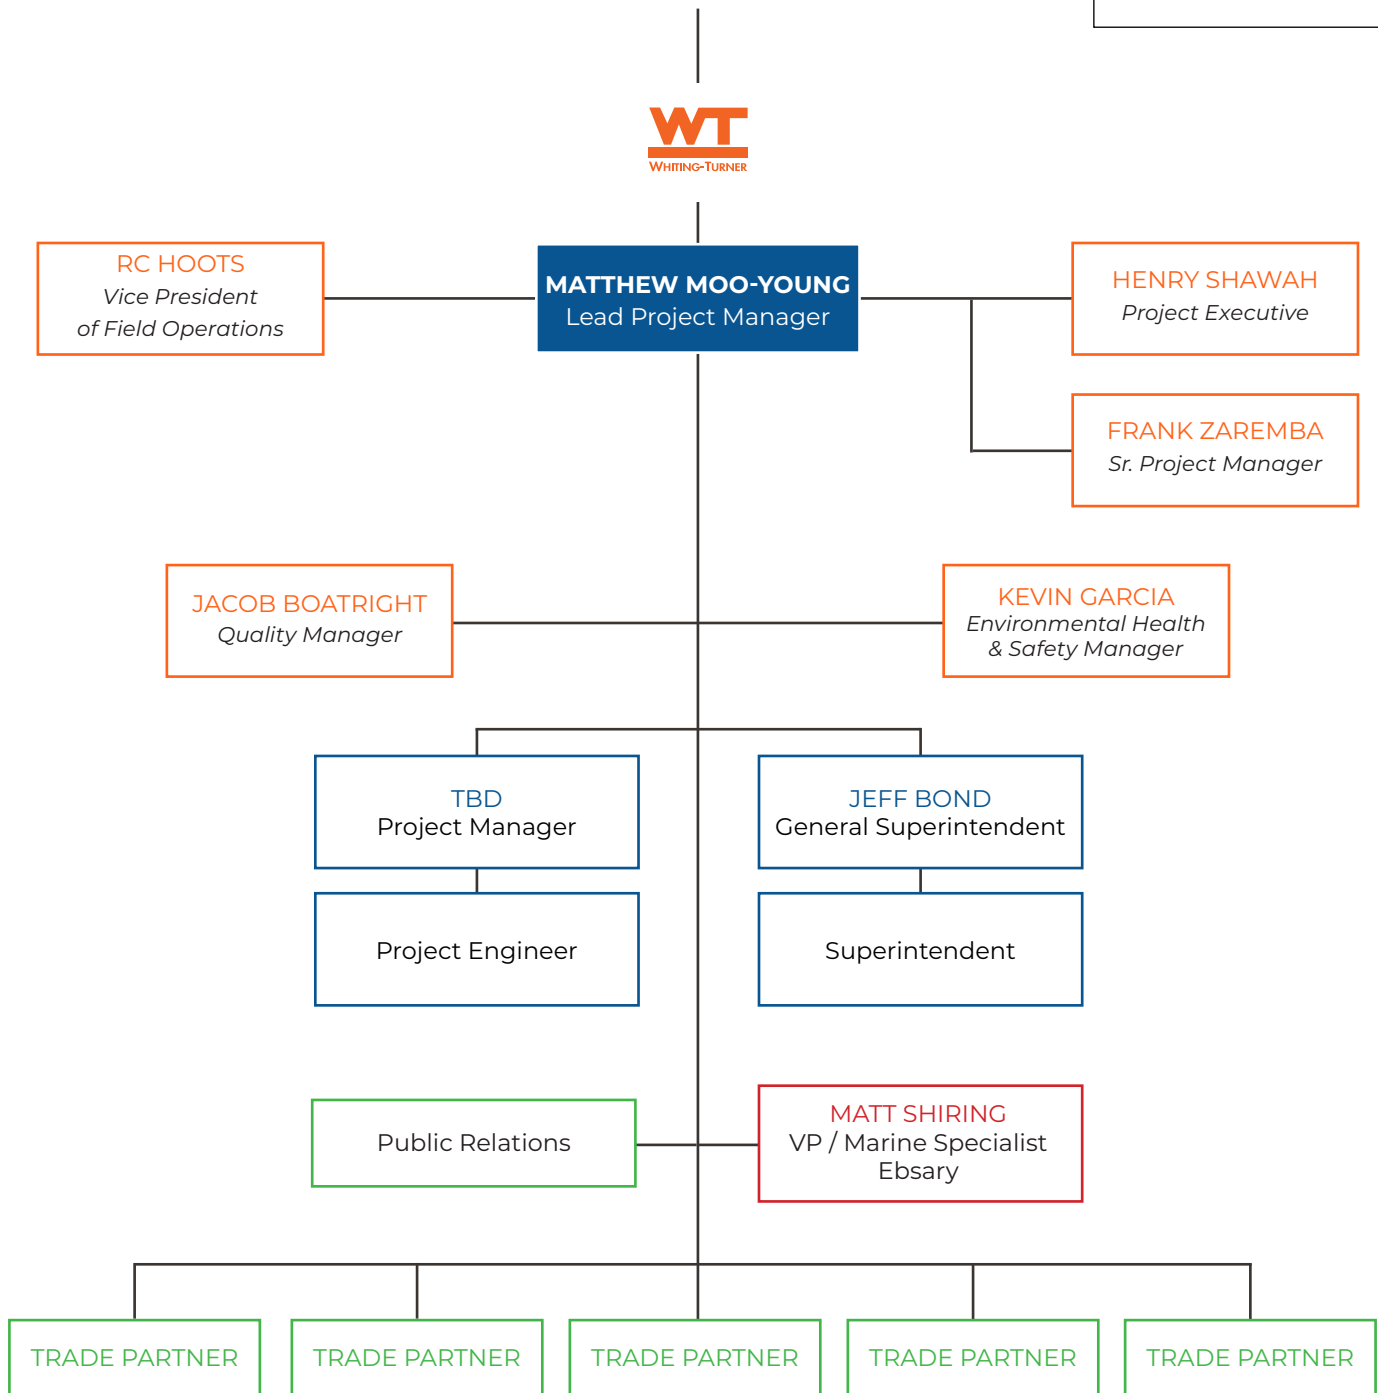 WT
WHITING-TURNER
RC HOOTS
Vice President
of Field Operations
MATTHEW MOO-YOUNG
Lead Project Manager
HENRY SHAWAH
Project Executive
FRANK ZAREMBA
Sr. Project Manager
JACOB BOATRIGHT
Quality Manager
KEVIN GARCIA
Environmental Health
& Safety Manager
TBD
Project Manager
JEFF BOND
General Superintendent
Project Engineer
Superintendent
Public Relations
MATT SHIRING
VP / Marine Specialist
Ebsary
TRADE PARTNER
TRADE PARTNER
TRADE PARTNER
TRADE PARTNER
TRADE PARTNER